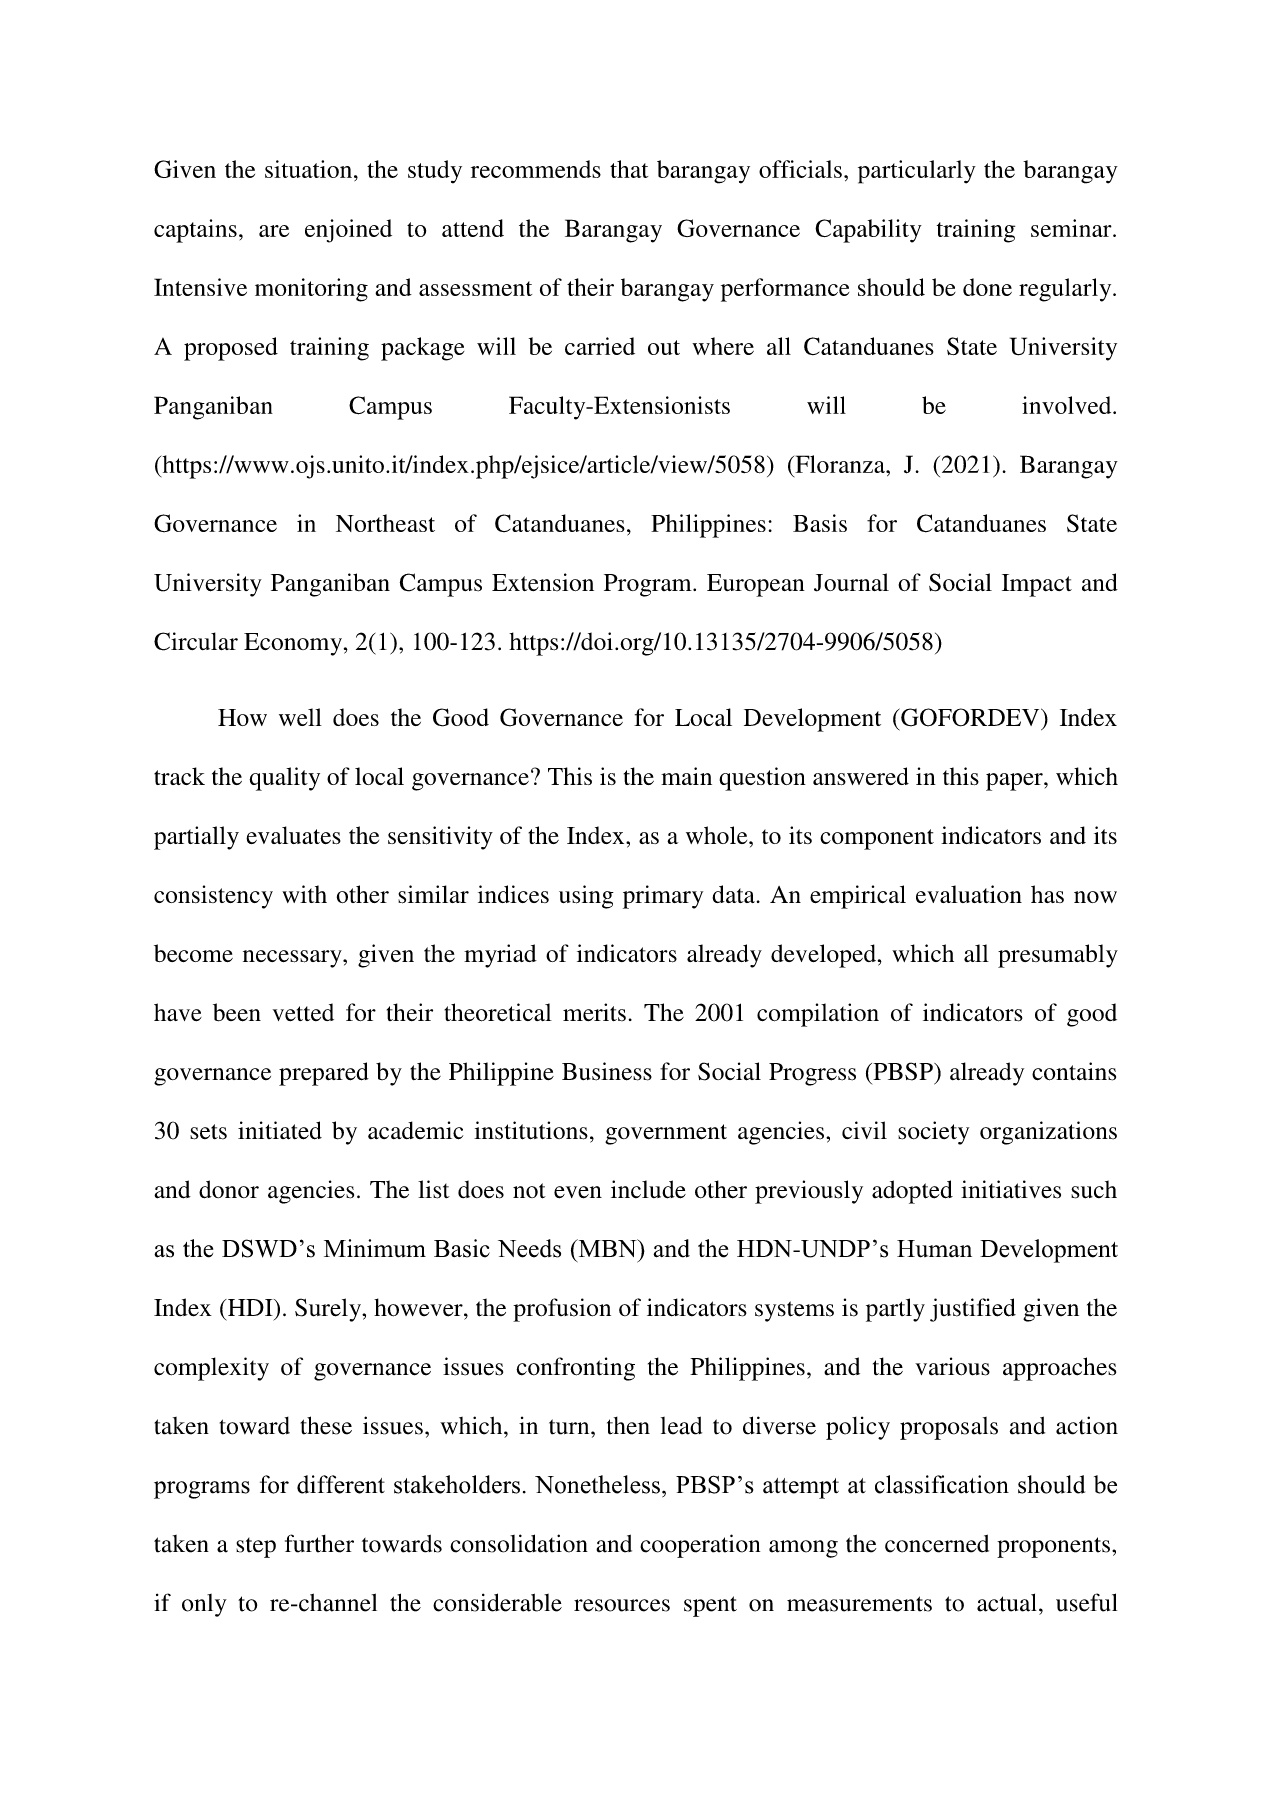 Given the situation, the study recommends that barangay officials, particularly the barangay
captains, are enjoined to attend the Barangay Governance Capability training seminar.
Intensive monitoring and assessment of their barangay performance should be done regularly.
A proposed training package will be carried out where all Catanduanes State University
Panganiban Campus Faculty-Extensionists will be involved.
(https://www.ojs.unito.it/index.php/ejsice/article/view/5058) (Floranza, J. (2021). Barangay
Governance in Northeast of Catanduanes, Philippines: Basis for Catanduanes State
University Panganiban Campus Extension Program. European Journal of Social Impact and
Circular Economy, 2(1), 100-123. https://doi.org/10.13135/2704-9906/5058)
How well does the Good Governance for Local Development (GOFORDEV) Index
track the quality of local governance? This is the main question answered in this paper, which
partially evaluates the sensitivity of the Index, as a whole, to its component indicators and its
consistency with other similar indices using primary data. An empirical evaluation has now
become necessary, given the myriad of indicators already developed, which all presumably
have been vetted for their theoretical merits. The 2001 compilation of indicators of good
governance prepared by the Philippine Business for Social Progress (PBSP) already contains
30 sets initiated by academic institutions, government agencies, civil society organizations
and donor agencies. The list does not even include other previously adopted initiatives such
as the DSWD’s Minimum Basic Needs (MBN) and the HDN-UNDP’s Human Development
Index (HDI). Surely, however, the profusion of indicators systems is partly justified given the
complexity of governance issues confronting the Philippines, and the various approaches
taken toward these issues, which, in turn, then lead to diverse policy proposals and action
programs for different stakeholders. Nonetheless, PBSP’s attempt at classification should be
taken a step further towards consolidation and cooperation among the concerned proponents,
if only to re-channel the considerable resources spent on measurements to actual, useful